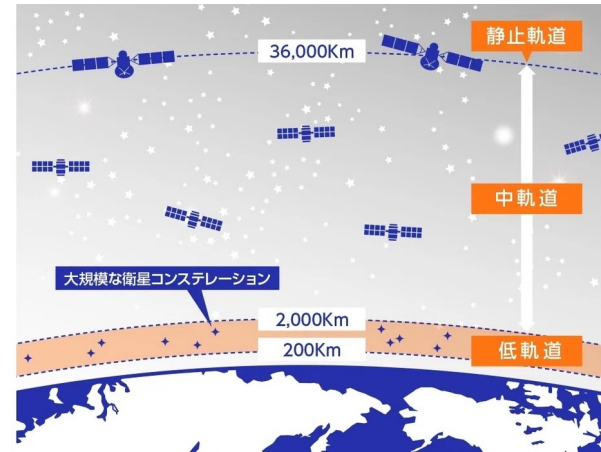 静止軌道
36,000Km
中軌道
大規模な衛星コンステレーション
2,000Km
200Km
低軌道